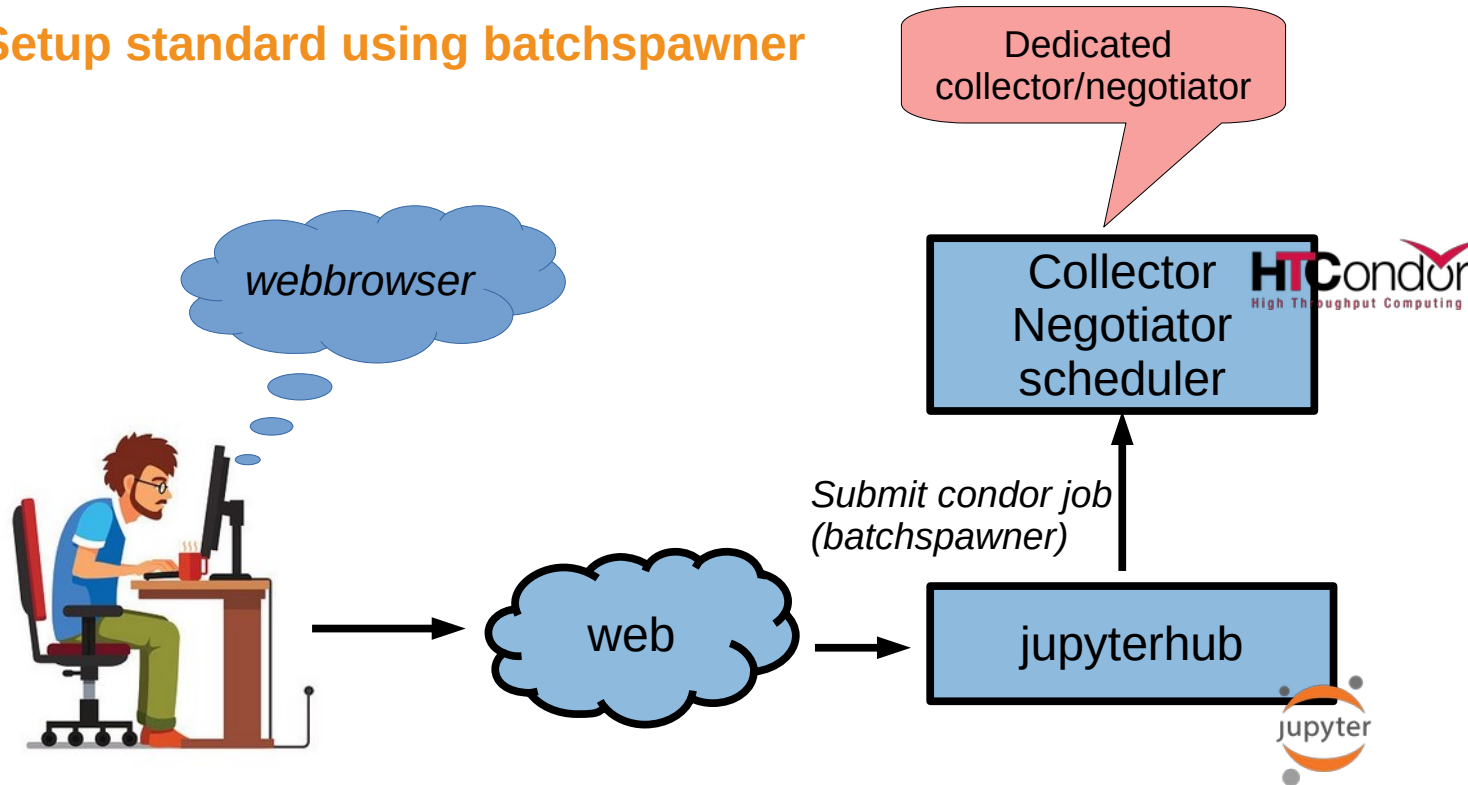 Setup standard using batchspawner
Dedicated
collector/negotiator
webbrowser
Collector
Negotiator
scheduler
HTCondor
High Throughput Computing
Submit condor job
(batchspawner)
web
jupyterhub
jupyter